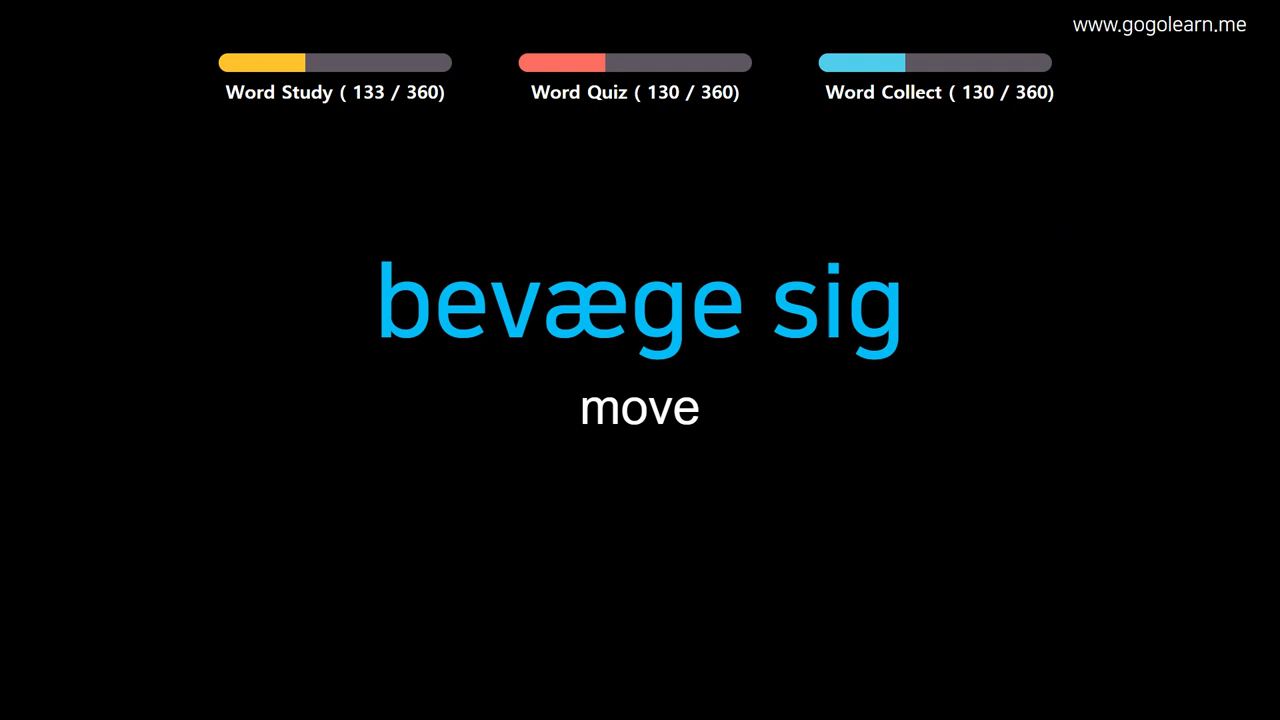 www.gogolearn.me
Word Study ( 133 / 360)
Word Quiz ( 130 / 360)
Word Collect ( 130 / 360)
bevæge sig
move